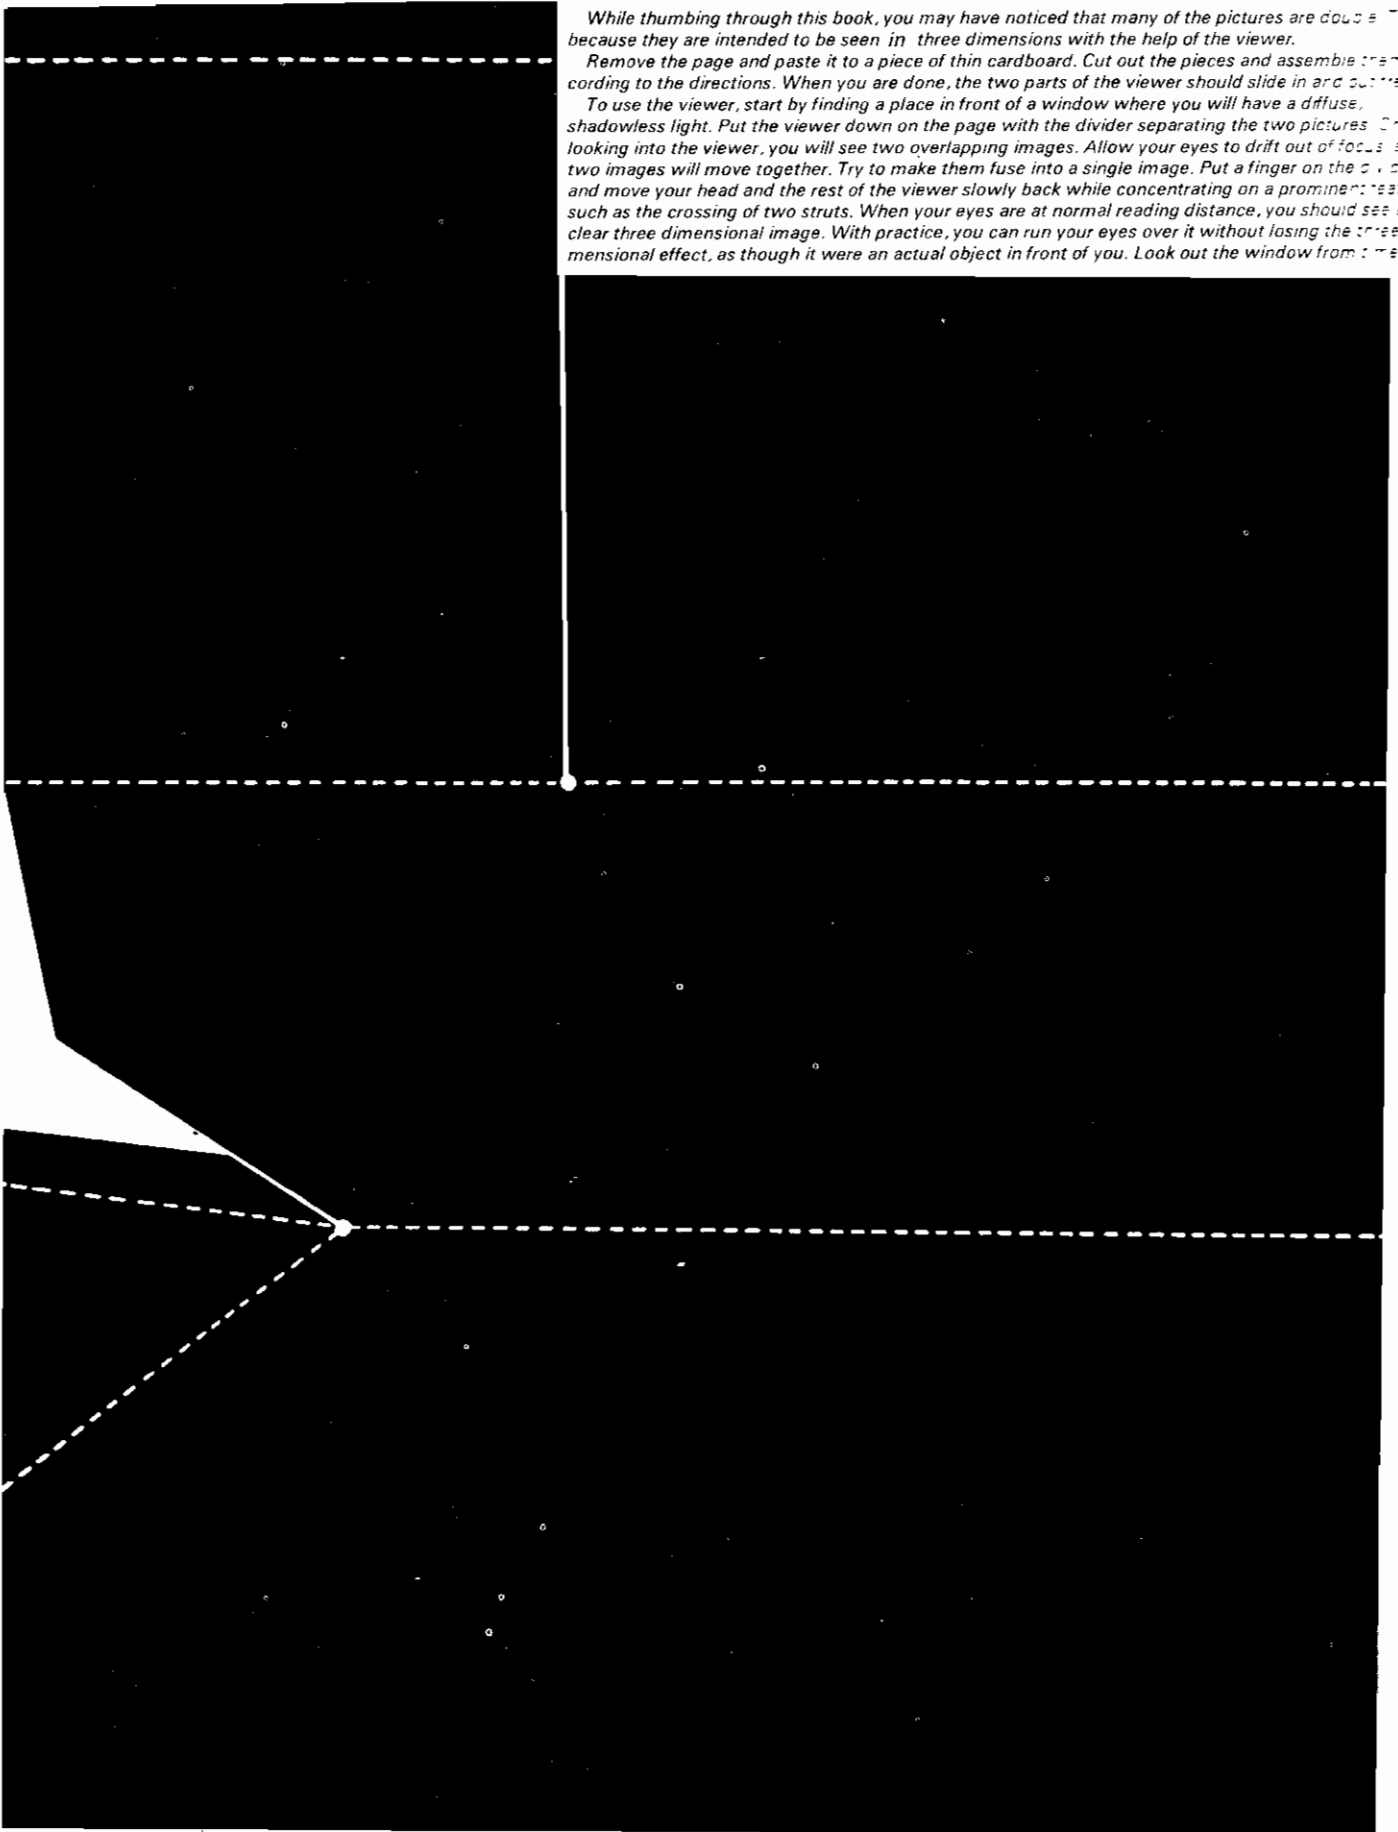 While thumbing through this book, you may have noticed that many of the pictures are
because they are intended to be seen in three dimensions with the help of the viewer.
Remove the page and paste it to a piece of thin cardboard. Cut out the pieces and assemble
cording to the directions. When you are done, the two parts of the viewer should slide in and
To use the viewer, start by finding a place in front of a window where you will have a diffuse,
shadowless light. Put the viewer down on the page with the divider separating the two pictures
looking into the viewer, you will see two overlapping images. Allow your eyes to drift out of focus
two images will move together. Try to make them fuse into a single image. Put a finger on the
and move your head and the rest of the viewer slowly back while concentrating on a prominent
such as the crossing of two struts. When your eyes are at normal reading distance, you should see
clear three dimensional image. With practice, you can run your eyes over it without losing the
mensional effect, as though it were an actual object in front of you. Look out the window from